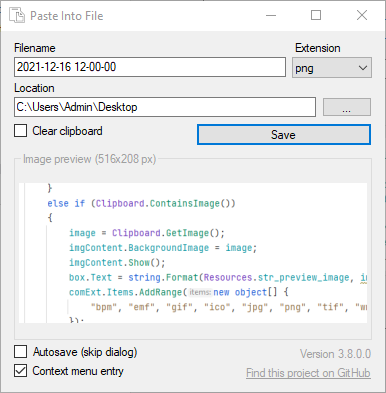 Paste Into File
Filename
Extension
2021-12-16 12-00-00
png
Location
C:\Users\Admin\Desktop
...
Clear clipboard
Save
Image preview (516x208 px)
}
else if (Clipboard.ContainsImage())
{
image = Clipboard.GetImage();
imgContent.BackgroundImage = image;
imgContent.Show();
box.Text = string.Format(Resources.str_preview_image,
comExt.Items.AddRange(items:new object[] {
"bpm", "emf", "gif", "ico", "jpg", "png", "tif",
});
Autosave (skip dialog)
Version 3.8.0.0
Context menu entry
Find this project on GitHub